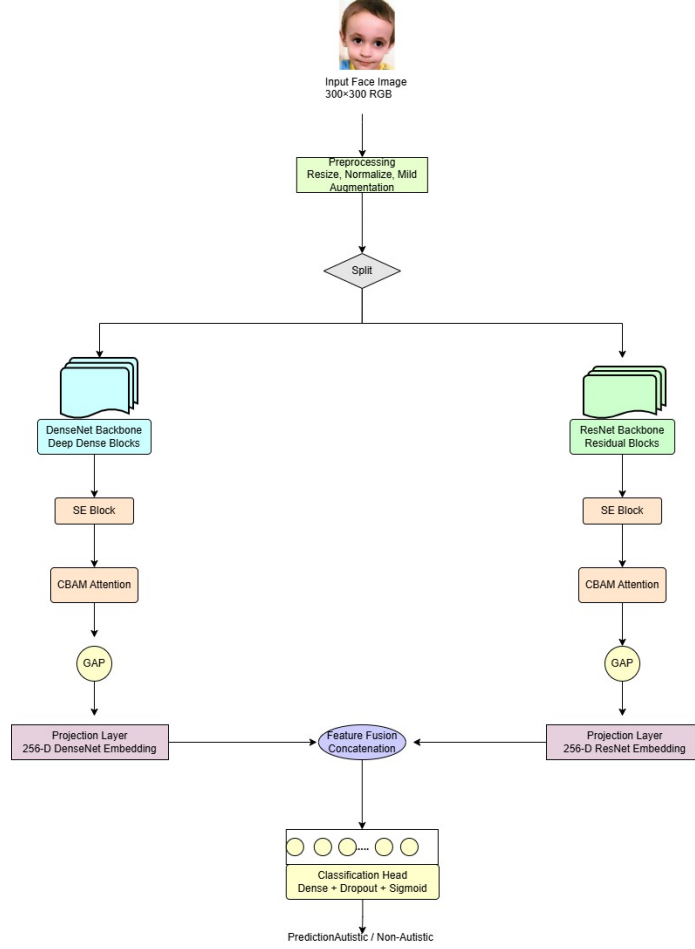 Input Face Image
300×300 RGB
Preprocessing
Resize, Normalize, Mild
Augmentation
Split
DenseNet Backbone
Deep Dense Blocks
ResNet Backbone
Residual Blocks
SE Block
SE Block
CBAM Attention
CBAM Attention
GAP
GAP
Projection Layer
256-D DenseNet Embedding
Feature Fusion
Concatenation
Projection Layer
256-D ResNet Embedding
....
Classification Head
Dense + Dropout + Sigmoid
PredictionAutistic / Non-Autistic